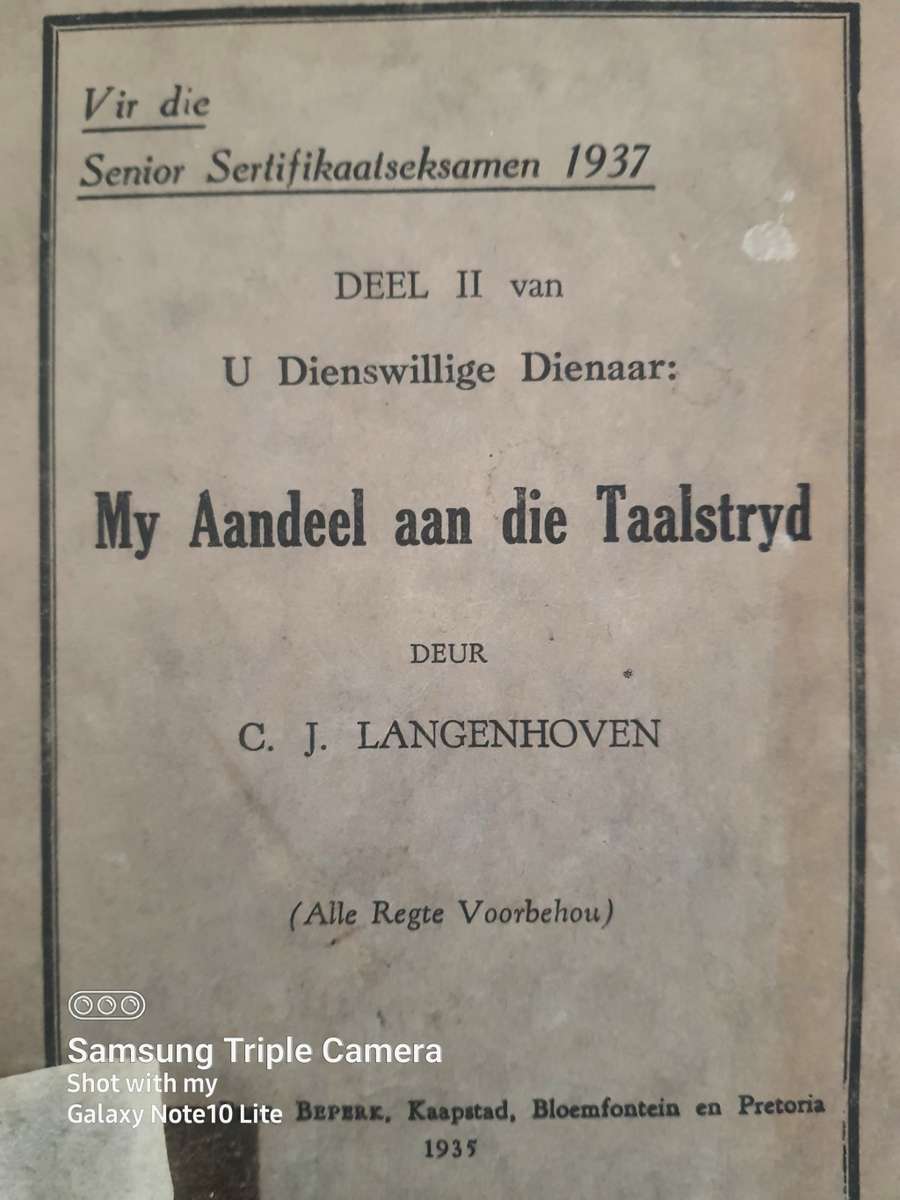 Vir die
Senior Sertifikaatseksamen 1937
DEEL II van
U Dienswillige Dienaar:
My Aandeel aan die Taalstryd
DEUR
C. J. LANGENHOVEN
(Alle Regte Voorbehou)
Samsung Triple Camera
Shot with my
Galaxy Note10 Lite
BEPERK, Kaapstad, Bloemfontein en Pretoria
1935